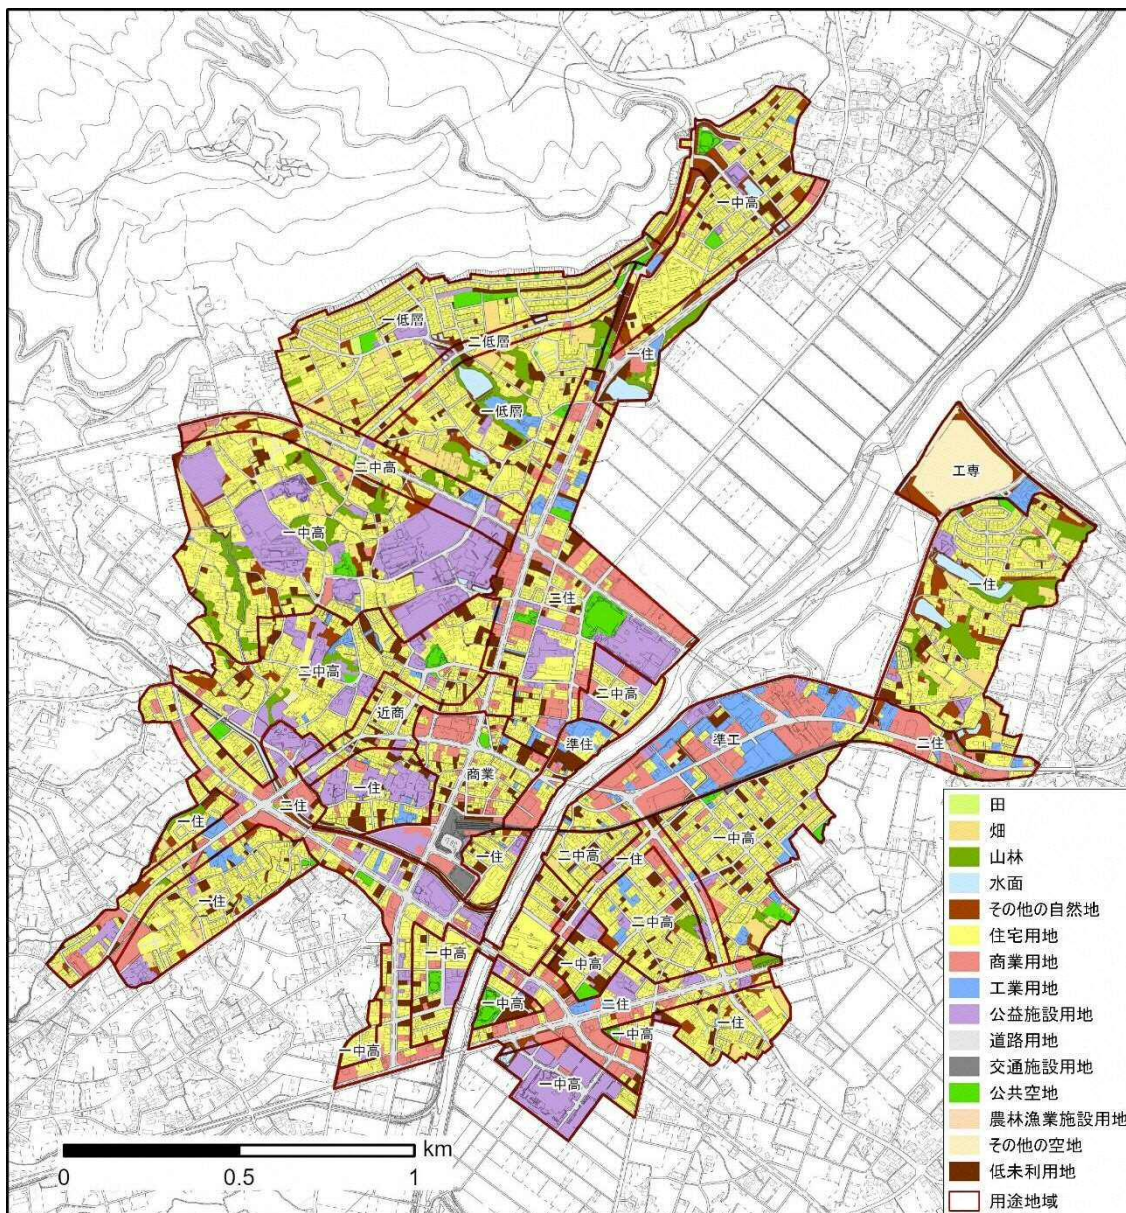 一中高
一低層
二低層
一住
一低層
二中高
工専
一中高
一住
二住
二中高
二中高
近商
準住
準工
二住
商業
一住
二住
一住
一中高
一住
二中高
一住
一住
二中高
一中高
一中高
一中高
二住
一中高
一住
一中高
一中高
km
0
0.5
1
田
畑
山林
水面
その他の自然地
住宅用地
商業用地
工業用地
公益施設用地
道路用地
交通施設用地
公共空地
農林漁業施設用地
その他の空地
低未利用地
用途地域